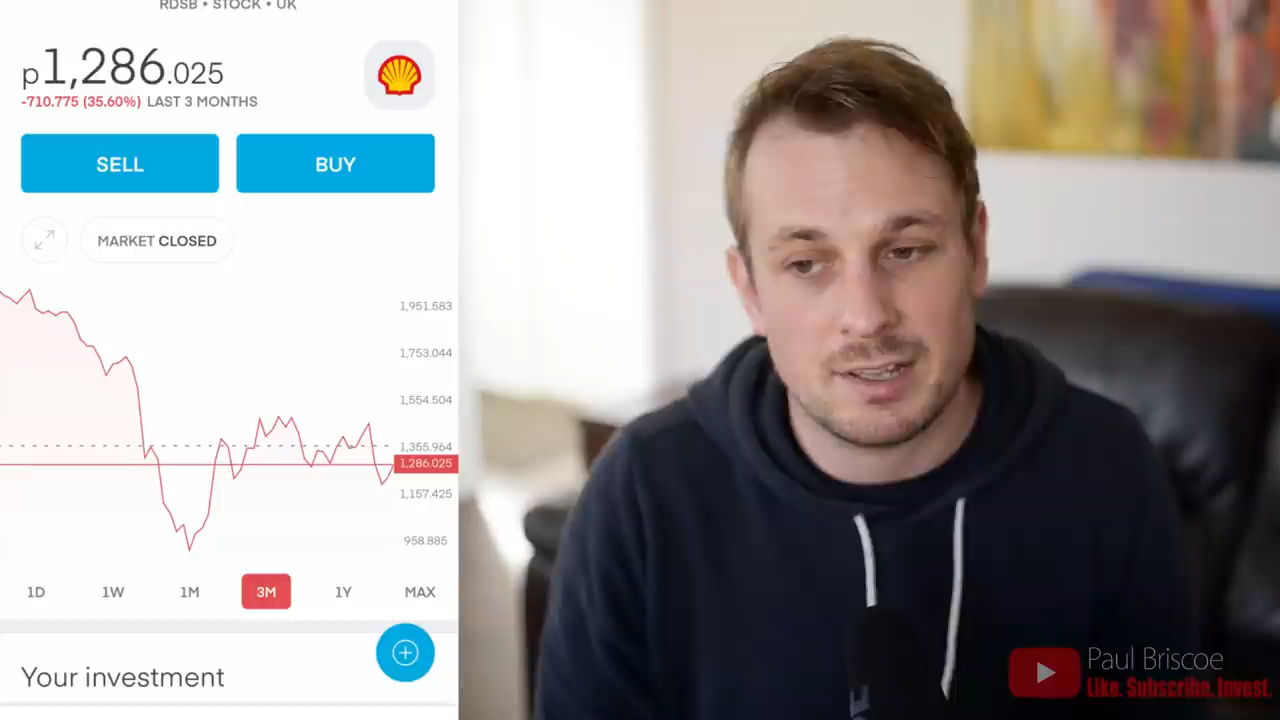 RDSB • STOCK • UK
p1,286.025
-710.775 (35.60%) LAST 3 MONTHS
SELL
BUY
MARKET CLOSED
1,951.583
1,753.044
1,554.504
1,355.964
1,286.025
1,157.425
958.885
1D
1W
1M
3M
1Y
MAX
Your investment
Paul Briscoe
Like. Subscribe. Invest.